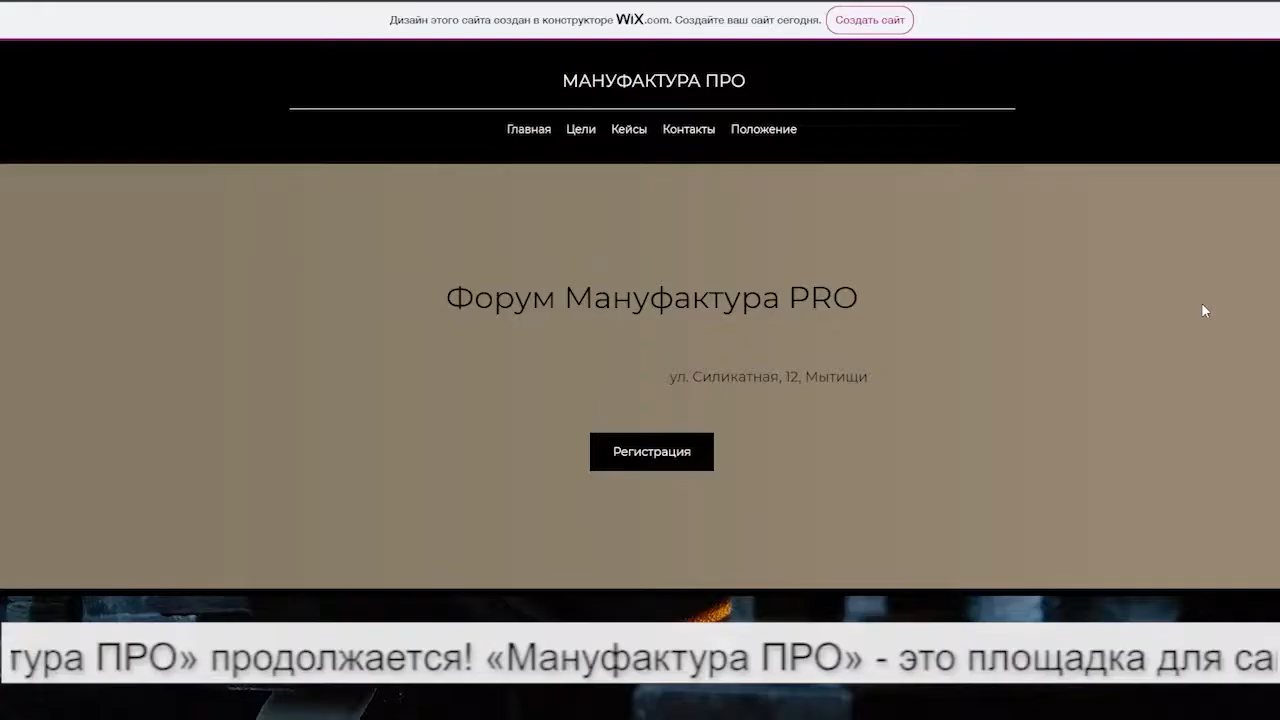 Дизайн этого сайта создан в конструкторе WiX.com. Создайте ваш сайт сегодня. Создать сайт
МАНУФАКТУРА ПРО
Главная Цели Кейсы Контакты Положение
Форум Мануфактура PRO
ул. Силикатная, 12, Мытищи
Регистрация
тура ПРО» продолжается! «Мануфактура ПРО» - это площадка для са